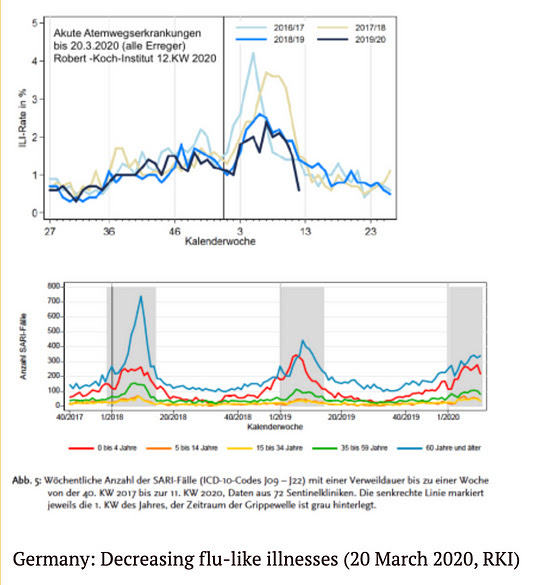 Akute Atemwegserkrankungen
bis 20.3.2020 (alle Erreger)
Robert -Koch-Institut 12.KW 2020
2016/17
2017/18
2018/19
2019/20
ILI-Rate in %
5
4
3
2
1
0
27
36
46
3
13
23
Kalenderwoche
Anzahl SARI-Fälle
800
700
600
500
400
300
200
100
0
40/2017
1/2018
20/2018
40/2018
1/2019
20/2019
40/2019
1/2020
Kalenderwoche
0 bis 4 Jahre
5 bis 14 Jahre
15 bis 34 Jahre
35 bis 59 Jahre
60 Jahre und älter
Abb. 5: Wöchentliche Anzahl der SARI-Fälle (ICD-10-Codes J09 – J22) mit einer Verweildauer bis zu einer Woche
von der 40. KW 2017 bis zur 11. KW 2020, Daten aus 72 Sentinelkliniken. Die senkrechte Linie markiert
jeweils die 1. KW des Jahres, der Zeitraum der Grippewelle ist grau hinterlegt.
Germany: Decreasing flu-like illnesses (20 March 2020, RKI)